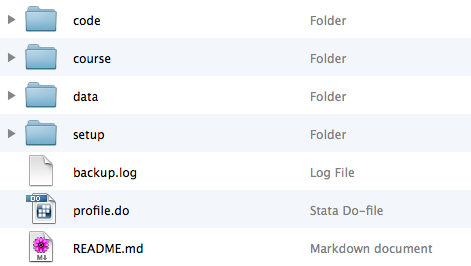 code Folder
course Folder
data Folder
setup Folder
backup.log Log File
DO
profile.do Stata Do-file
README.md Markdown document
M↓